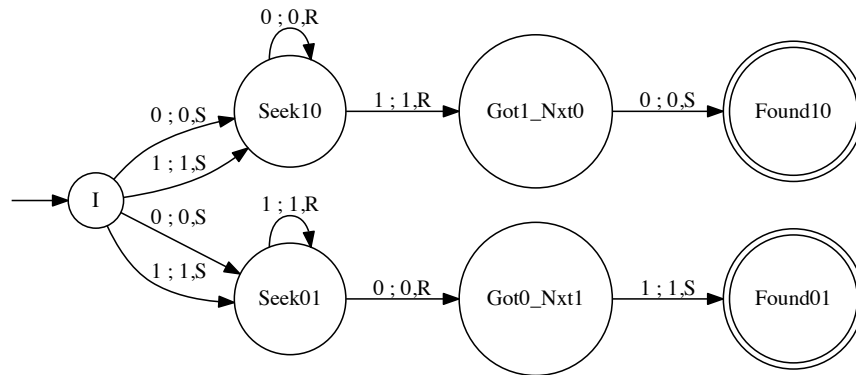 0 ; 0,R
Seek10
1 ; 1,R
Got1_Nxt0
0 ; 0,S
Found10
0 ; 0,S
1 ; 1,S
I
0 ; 0,S
1 ; 1,S
1 ; 1,R
Seek01
0 ; 0,R
Got0_Nxt1
1 ; 1,S
Found01